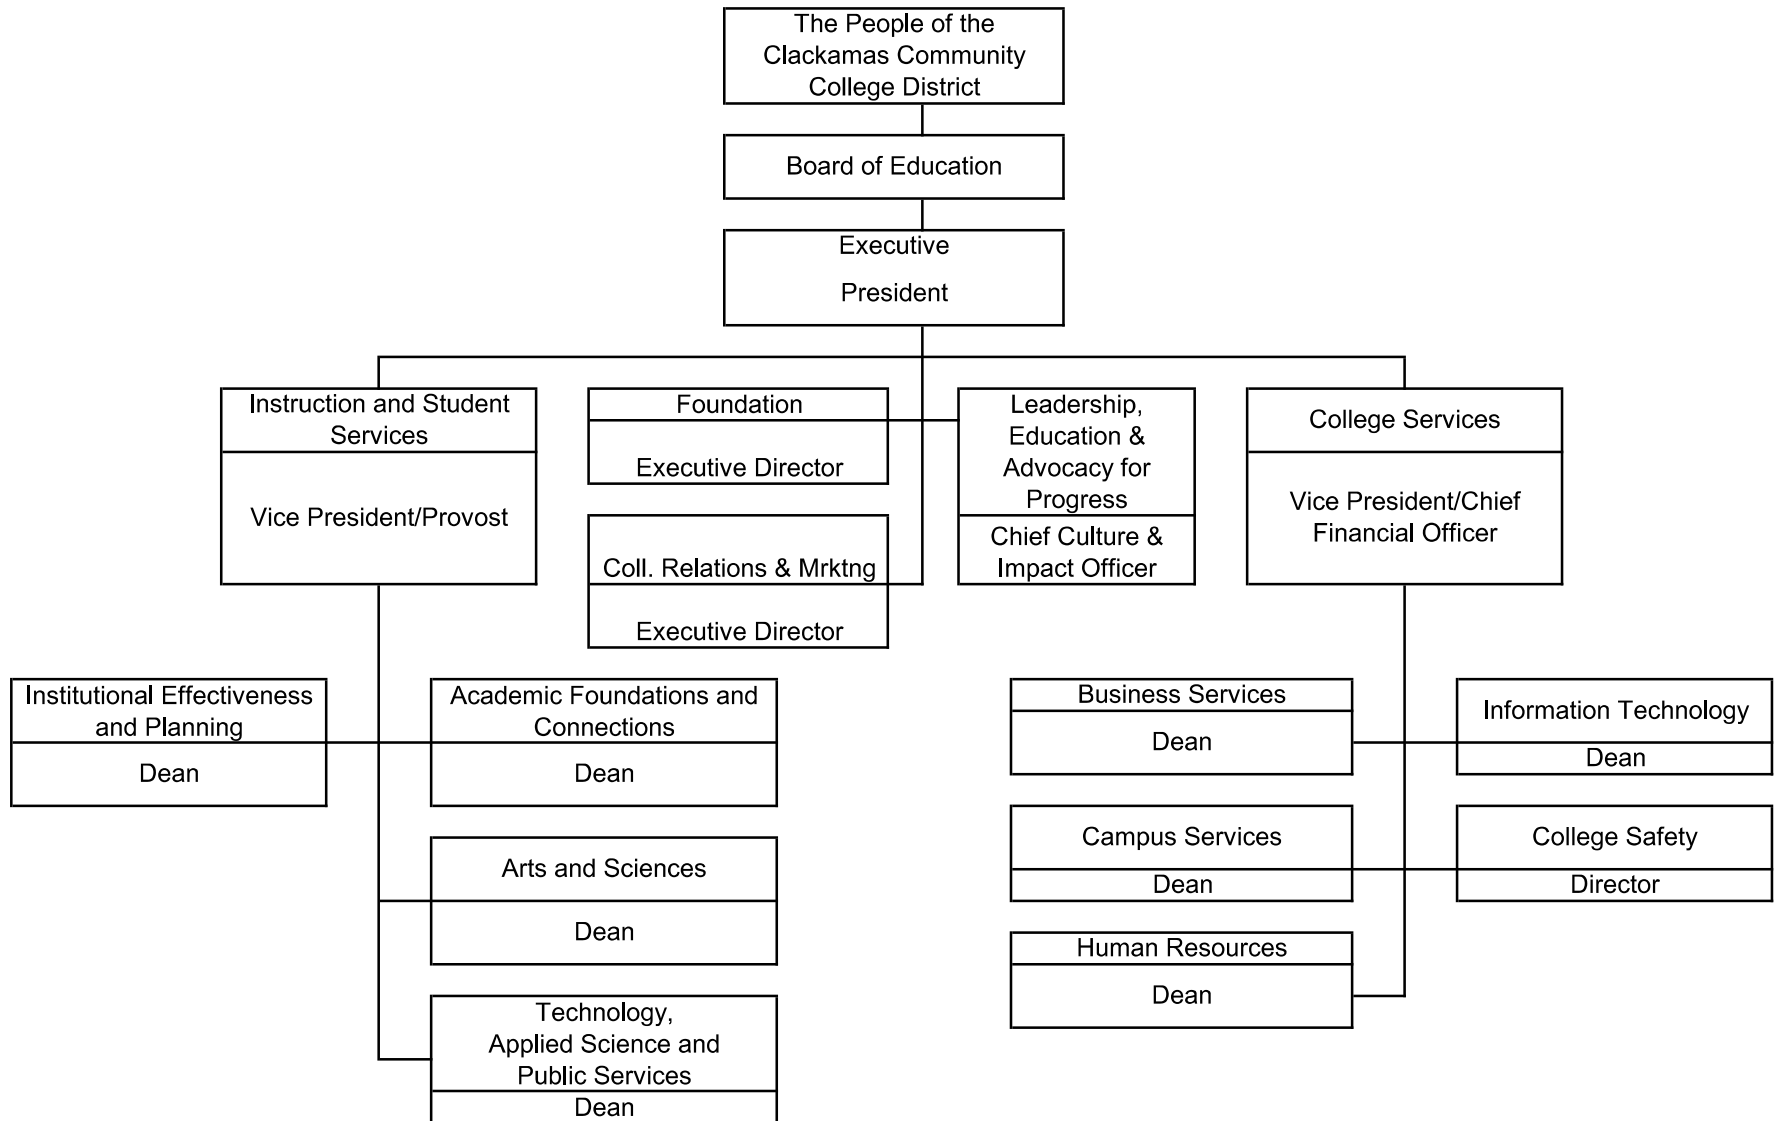 The People of the
Clackamas Community
College District
Board of Education
Executive
President
Instruction and Student
Services
Vice President/Provost
Foundation
Executive Director
Coll. Relations & Mrktng
Executive Director
Leadership,
Education &
Advocacy for
Progress
Chief Culture &
Impact Officer
College Services
Vice President/Chief
Financial Officer
Institutional Effectiveness
and Planning
Dean
Academic Foundations and
Connections
Dean
Arts and Sciences
Dean
Technology,
Applied Science and
Public Services
Dean
Business Services
Dean
Information Technology
Dean
Campus Services
Dean
College Safety
Director
Human Resources
Dean